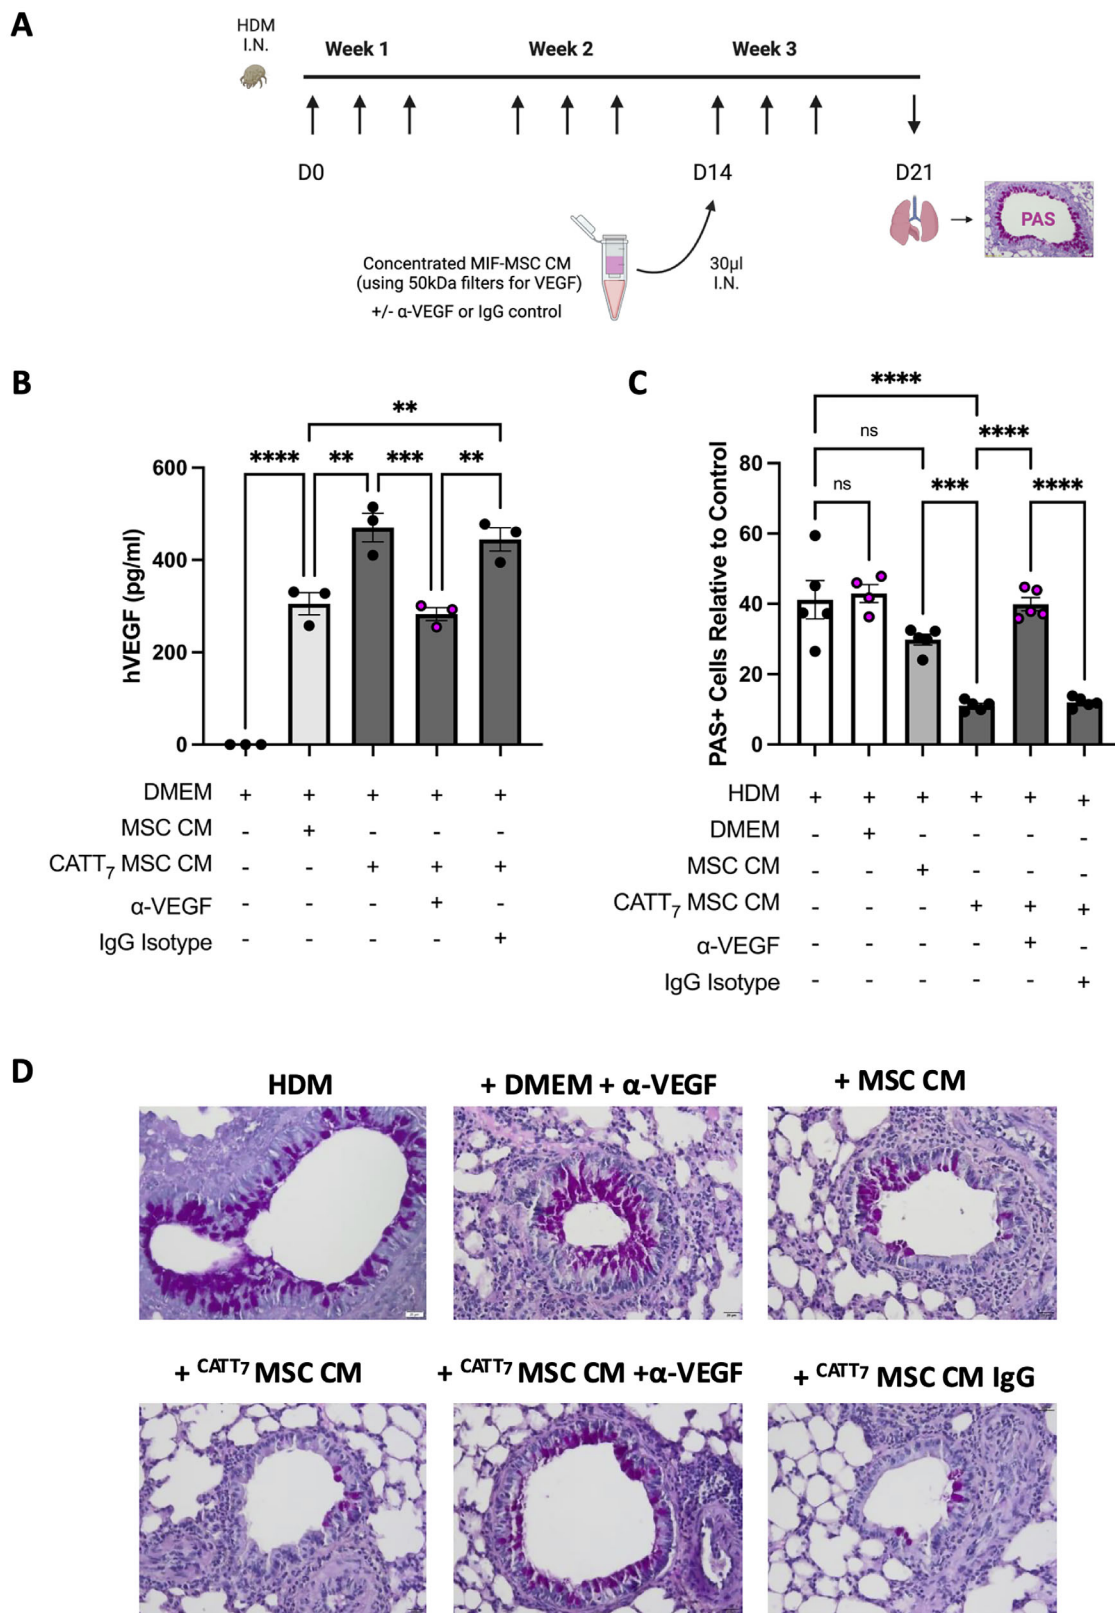 A
HDM
I.N.
Week 1 Week 2 Week 3
D0 D14 D21
PAS
Concentrated MIF-MSC CM
(using 50kDa filters for VEGF)
+/- α-VEGF or IgG control
30µl
I.N.
B
**
**** ** *** **
hVEGF (pg/ml)
600
400
200
0
DMEM + + + + +
MSC CM - + - - -
CATT7 MSC CM - - + + +
α-VEGF - - - + -
IgG Isotype - - - - +
C
****
ns ****
ns *** ****
PAS+ Cells Relative to Control
80
60
40
20
0
HDM + + + + + +
DMEM - + - - - -
MSC CM - - + - - -
CATT7 MSC CM - - - + + +
α-VEGF - - - - + -
IgG Isotype - - - - - +
D
HDM + DMEM + α-VEGF + MSC CM
+ CATT7 MSC CM + CATT7 MSC CM +α-VEGF + CATT7 MSC CM IgG